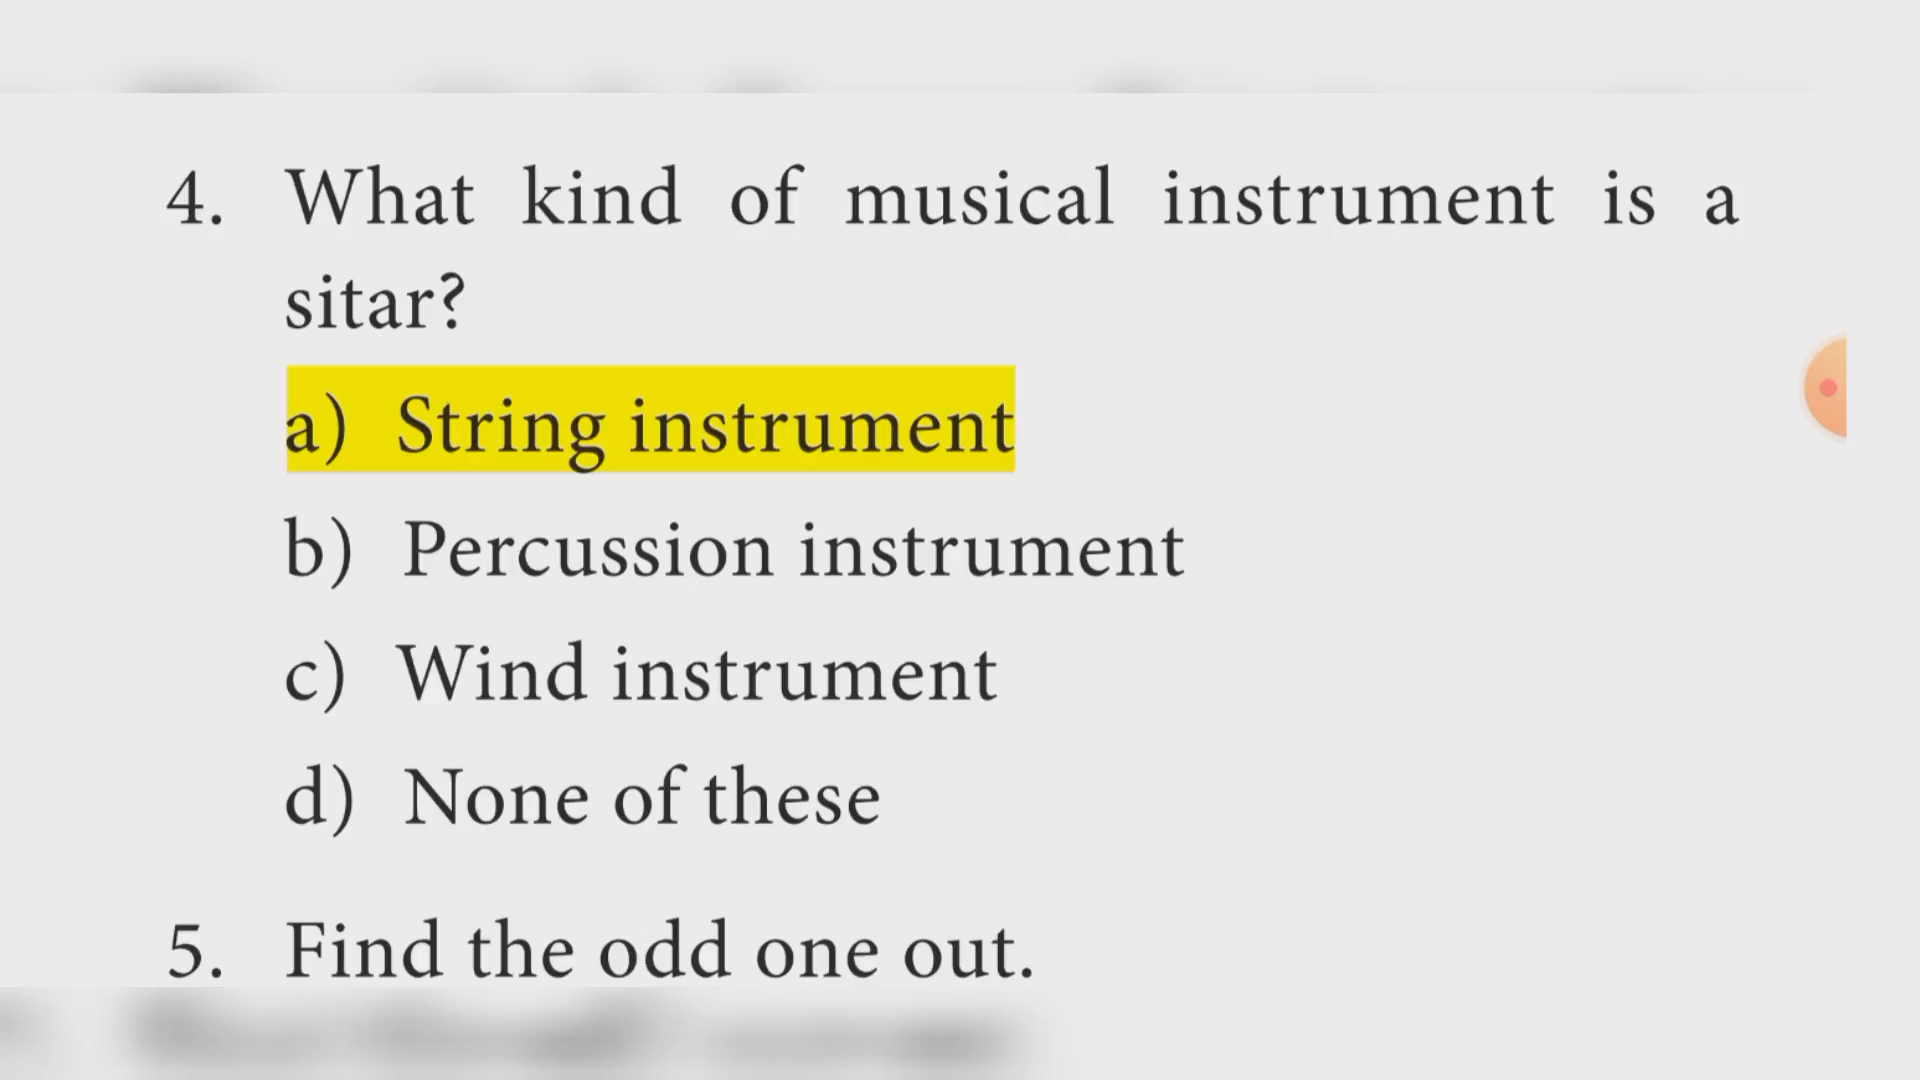 4. What kind of musical instrument is a
sitar?
a) String instrument
b) Percussion instrument
c) Wind instrument
d) None of these
5. Find the odd one out.